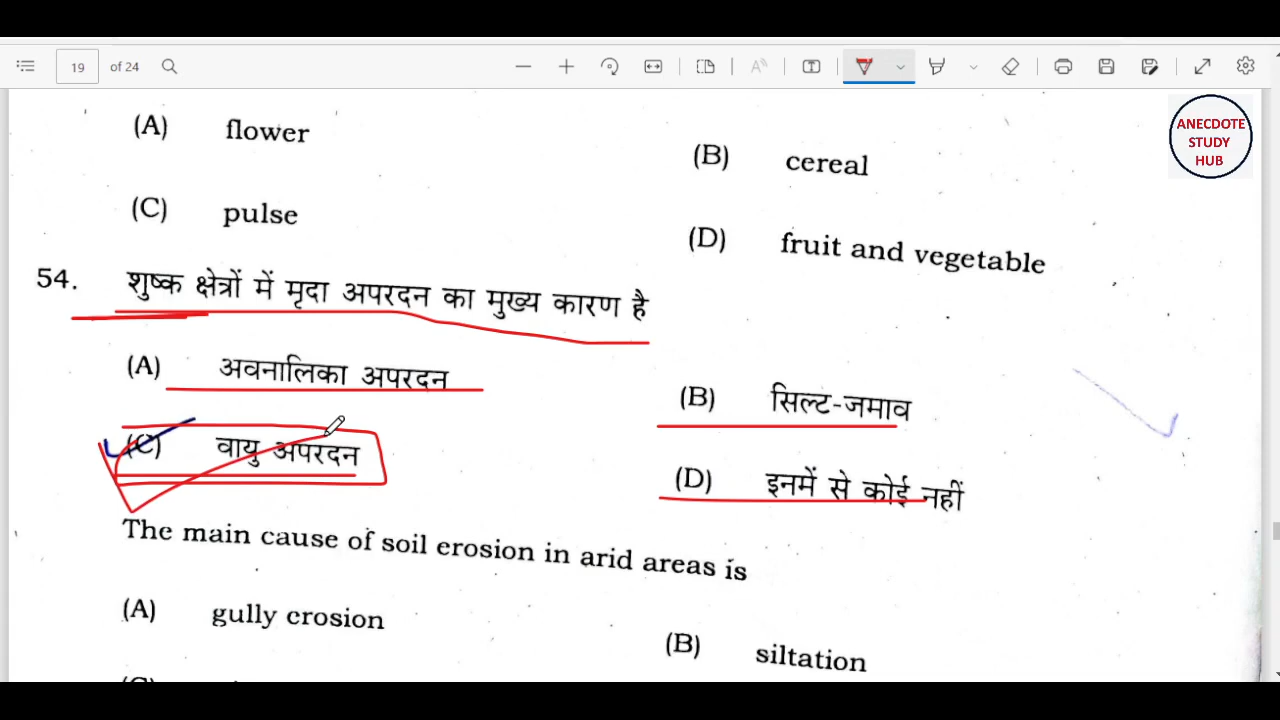 19 of 24
ANECDOTE
STUDY
HUB
(A) flower
(B) cereal
(C) pulse
(D) fruit and vegetable
54. शुष्क क्षेत्रों में मृदा अपरदन का मुख्य कारण है
(A) अवनालिका अपरदन
(B) सिल्ट-जमाव
(C) वायु अपरदन
(D) इनमें से कोई नहीं
The main cause of soil erosion in arid areas is
(A) gully erosion
(B) siltation